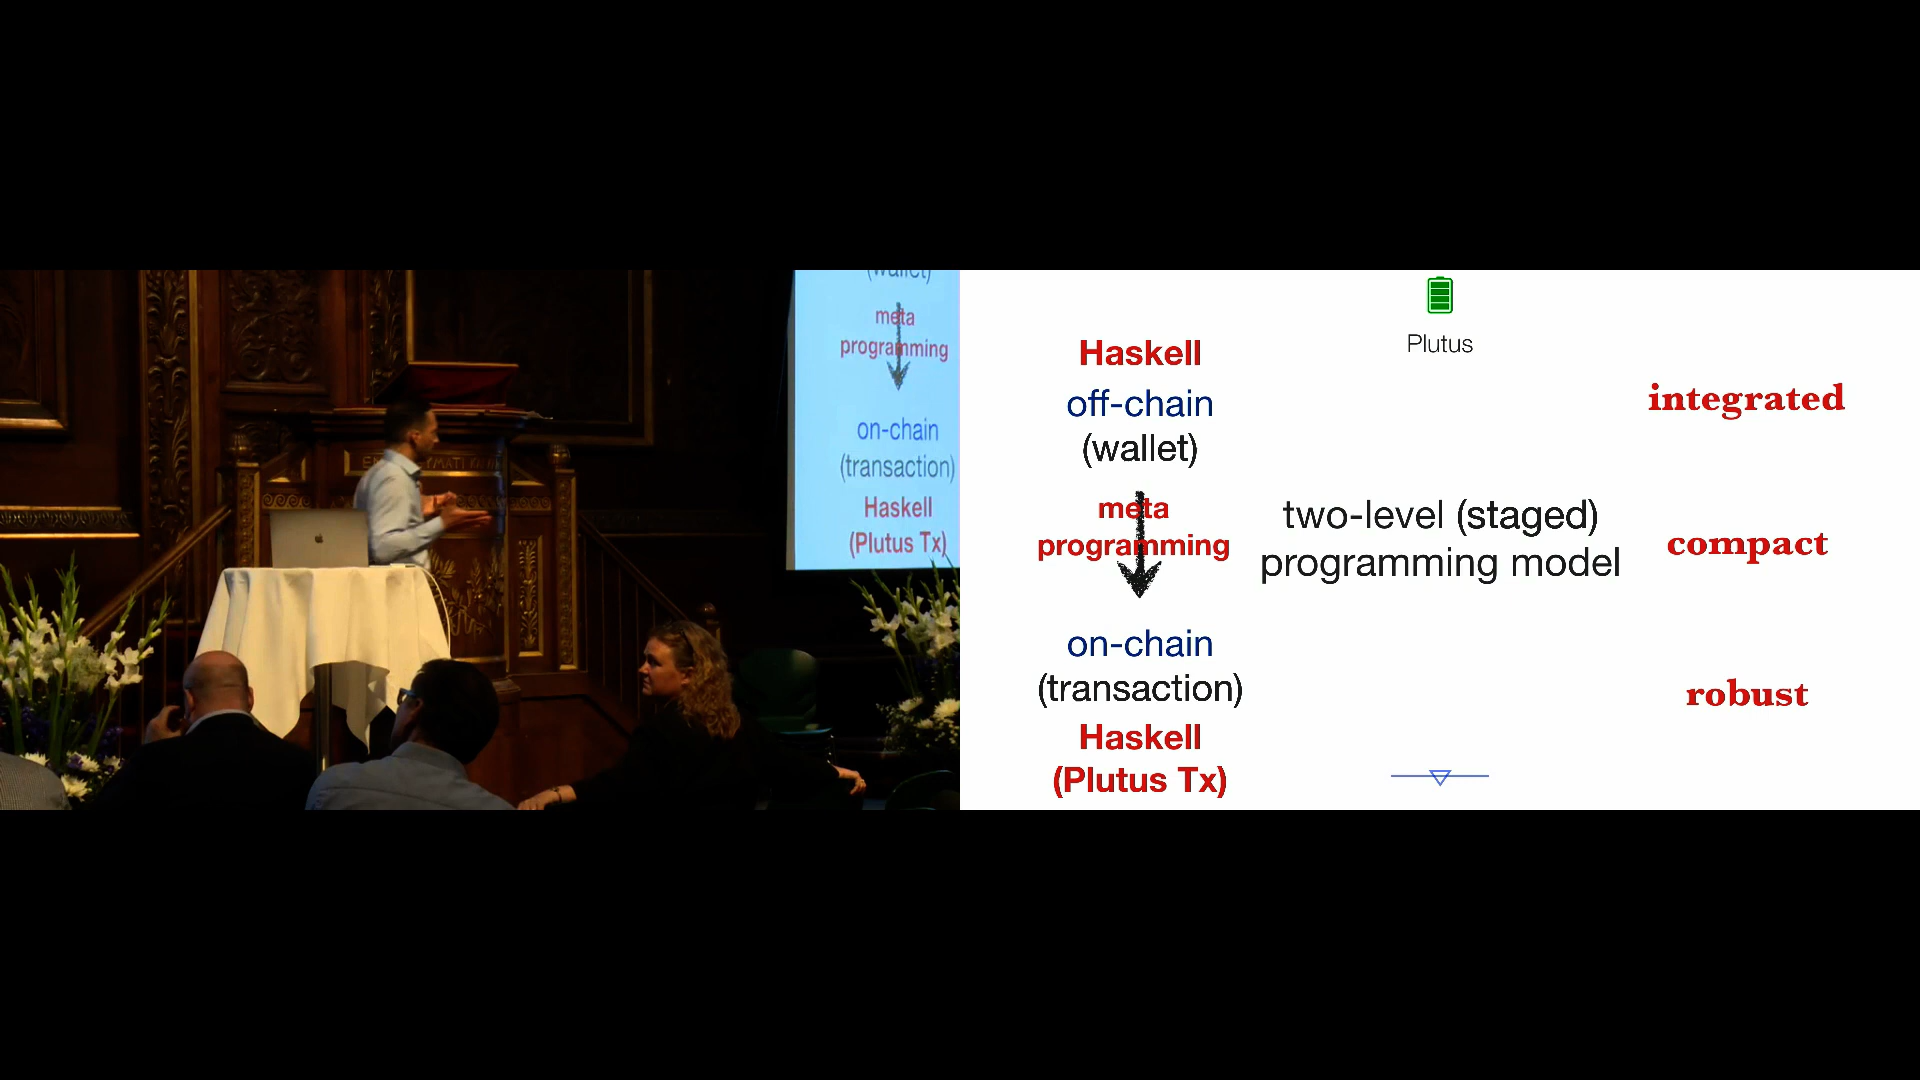 (wallet)
meta
programming
on-chain
(transaction)
Haskell
(Plutus Tx)
Plutus
Haskell
off-chain
(wallet)
meta
programming
on-chain
(transaction)
Haskell
(Plutus Tx)
two-level (staged)
programming model
integrated
compact
robust